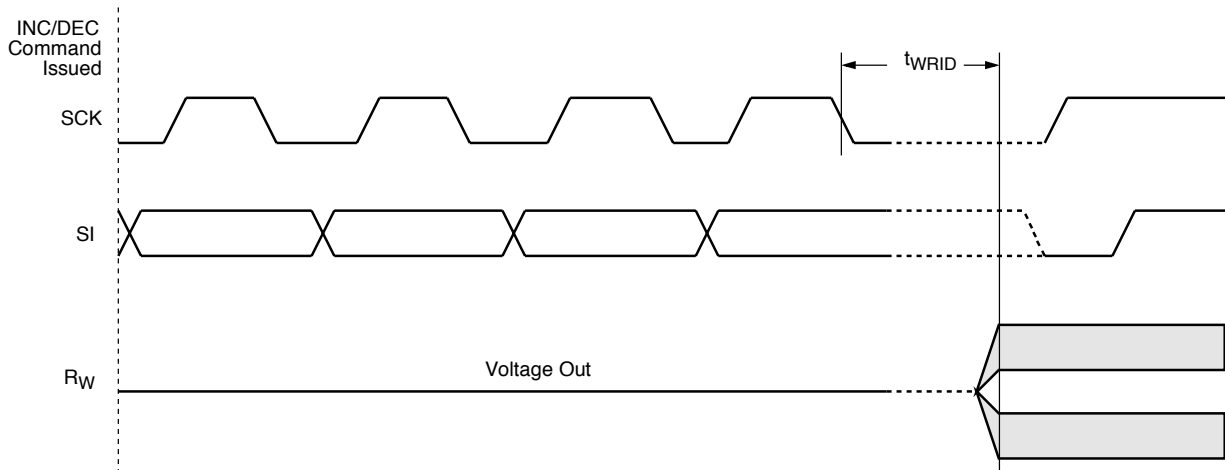 INC/DEC
Command
Issued
tWRID
SCK
SI
Voltage Out
RW